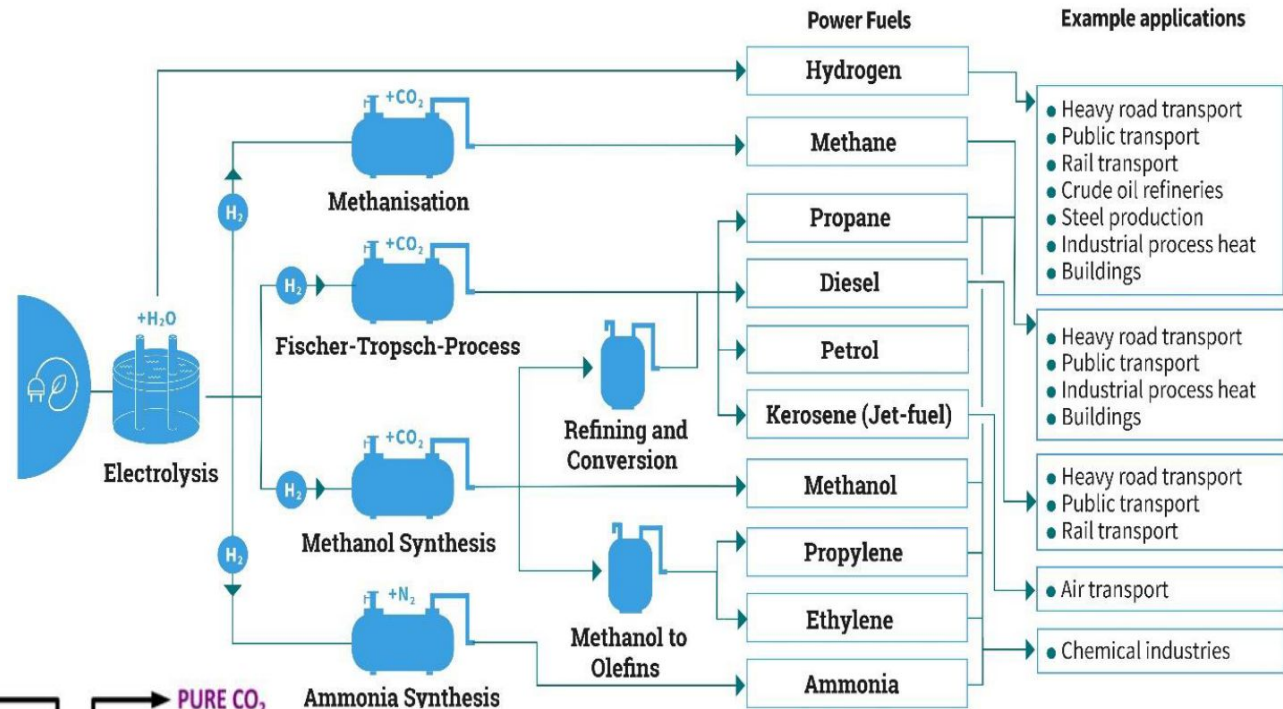 Power Fuels
Example applications
+H₂O
Electrolysis
H₂
+CO₂
Methanisation
H₂
+CO₂
Fischer-Tropsch-Process
H₂
+CO₂
Methanol Synthesis
H₂
+N₂
Ammonia Synthesis
Refining and
Conversion
Methanol to
Olefins
Hydrogen
Methane
Propane
Diesel
Petrol
Kerosene (Jet-fuel)
Methanol
Propylene
Ethylene
Ammonia
● Heavy road transport
● Public transport
● Rail transport
● Crude oil refineries
● Steel production
● Industrial process heat
● Buildings
● Heavy road transport
● Public transport
● Industrial process heat
● Buildings
● Heavy road transport
● Public transport
● Rail transport
● Air transport
● Chemical industries
PURE CO₂